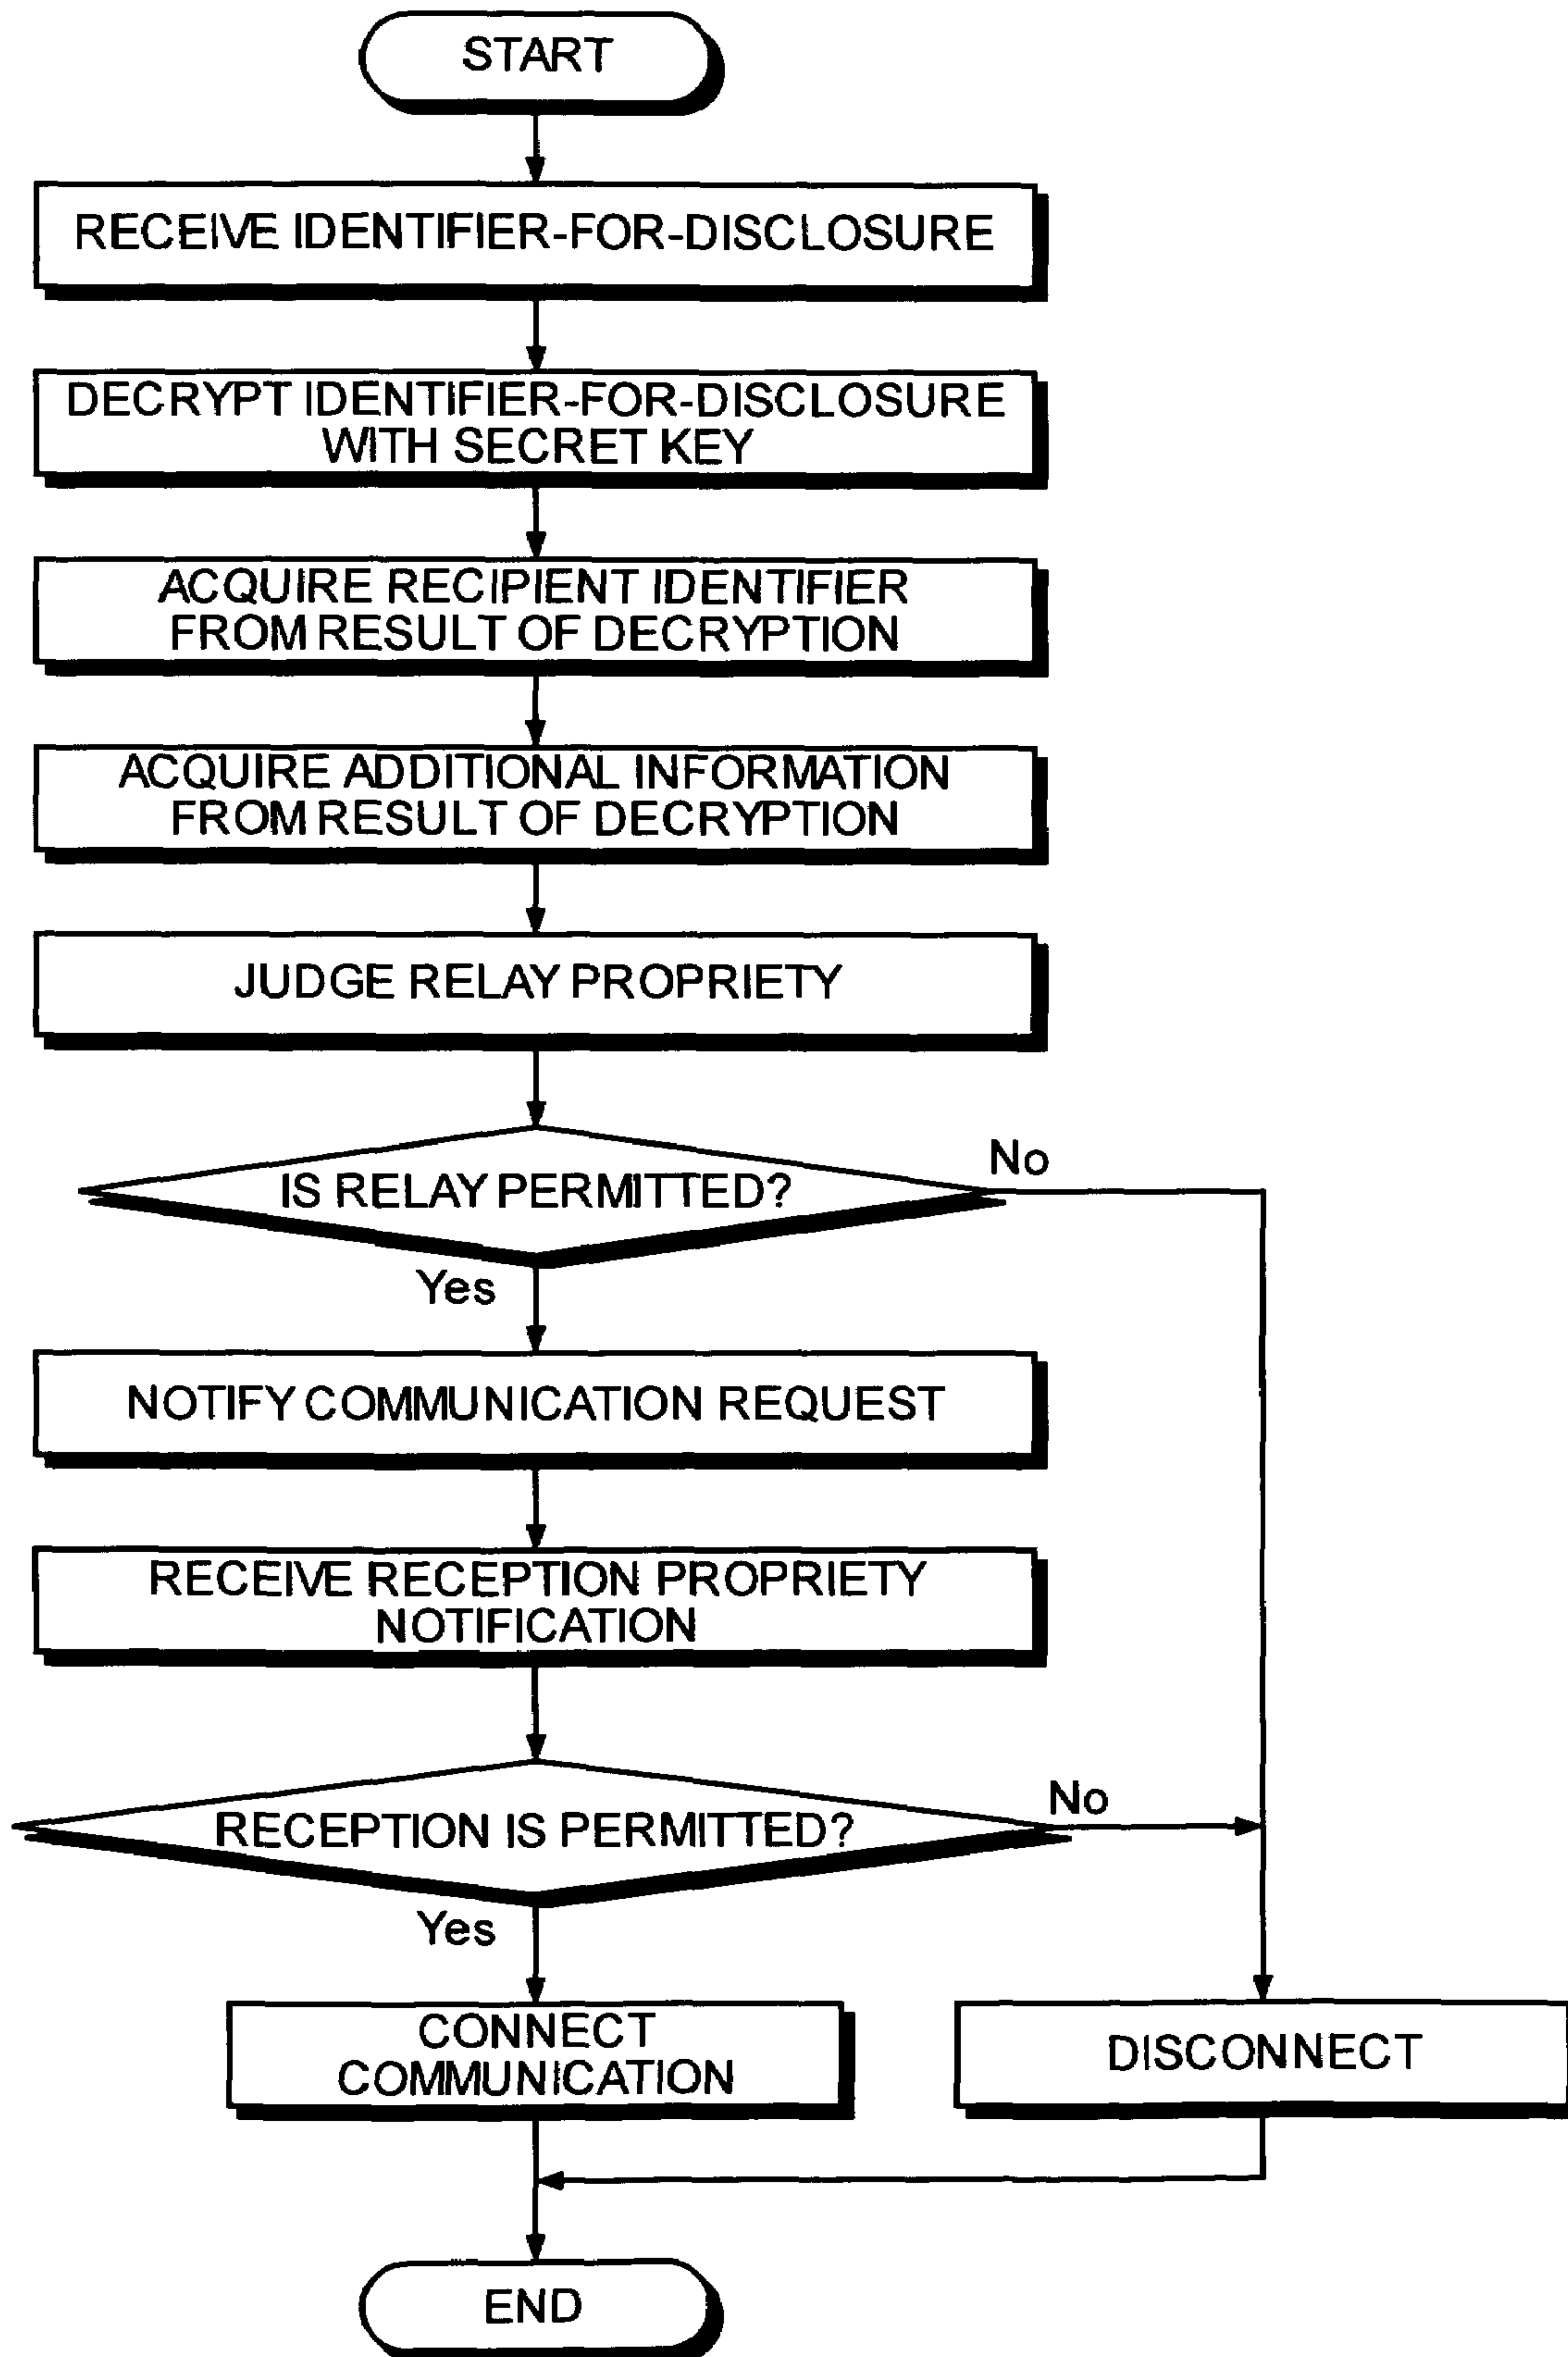 START
RECEIVE IDENTIFIER-FOR-DISCLOSURE
DECRYPT IDENTIFIER-FOR-DISCLOSURE
WITH SECRET KEY
ACQUIRE RECIPIENT IDENTIFIER
FROM RESULT OF DECRYPTION
ACQUIRE ADDITIONAL INFORMATION
FROM RESULT OF DECRYPTION
JUDGE RELAY PROPRIETY
IS RELAY PERMITTED?
No
Yes
NOTIFY COMMUNICATION REQUEST
RECEIVE RECEPTION PROPRIETY
NOTIFICATION
RECEPTION IS PERMITTED?
No
Yes
CONNECT
COMMUNICATION
DISCONNECT
END